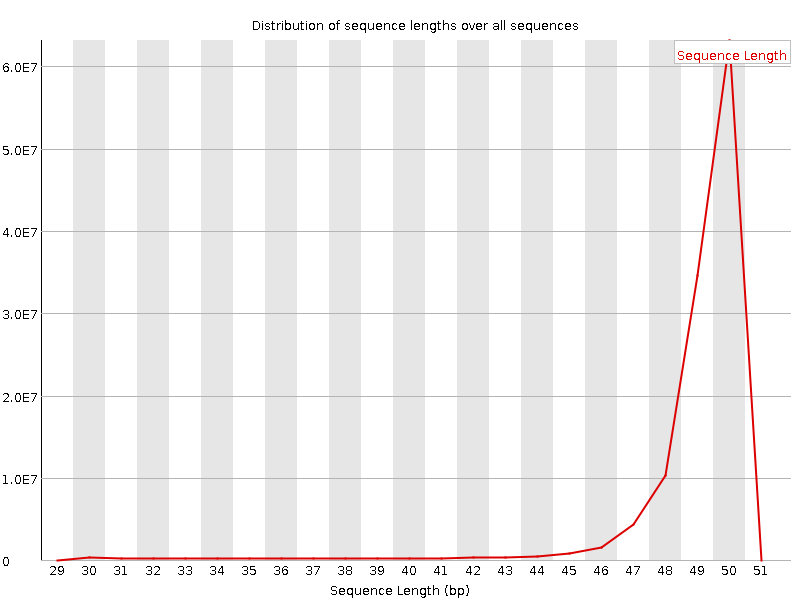 Distribution of sequence lengths over all sequences
Sequence Length
6.0E7
5.0E7
4.0E7
3.0E7
2.0E7
1.0E7
0
29 30 31 32 33 34 35 36 37 38 39 40 41 42 43 44 45 46 47 48 49 50 51
Sequence Length (bp)